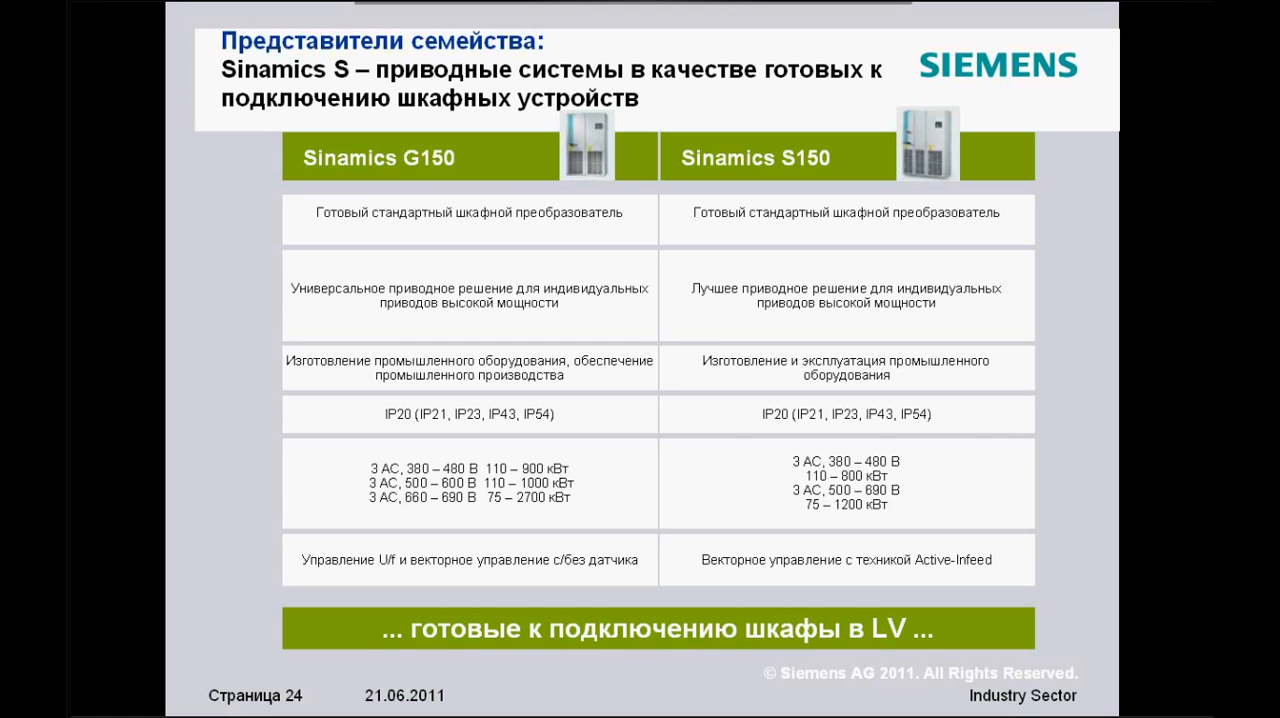 Представители семейства:
Sinamics S – приводные системы в качестве готовых к
подключению шкафных устройств
SIEMENS
Sinamics G150
Sinamics S150
Готовый стандартный шкафной преобразователь
Готовый стандартный шкафной преобразователь
Универсальное приводное решение для индивидуальных
приводов высокой мощности
Лучшее приводное решение для индивидуальных
приводов высокой мощности
Изготовление промышленного оборудования, обеспечение
промышленного производства
Изготовление и эксплуатация промышленного
оборудования
IP20 (IP21, IP23, IP43, IP54)
IP20 (IP21, IP23, IP43, IP54)
3 AC, 380 – 480 В 110 – 900 кВт
3 AC, 500 – 600 В 110 – 1000 кВт
3 AC, 660 – 690 В 75 – 2700 кВт
3 AC, 380 – 480 В
110 – 800 кВт
3 AC, 500 – 690 В
75 – 1200 кВт
Управление U/f и векторное управление с/без датчика
Векторное управление с техникой Active-Infeed
... готовые к подключению шкафы в LV ...
© Siemens AG 2011. All Rights Reserved.
Страница 24
21.06.2011
Industry Sector